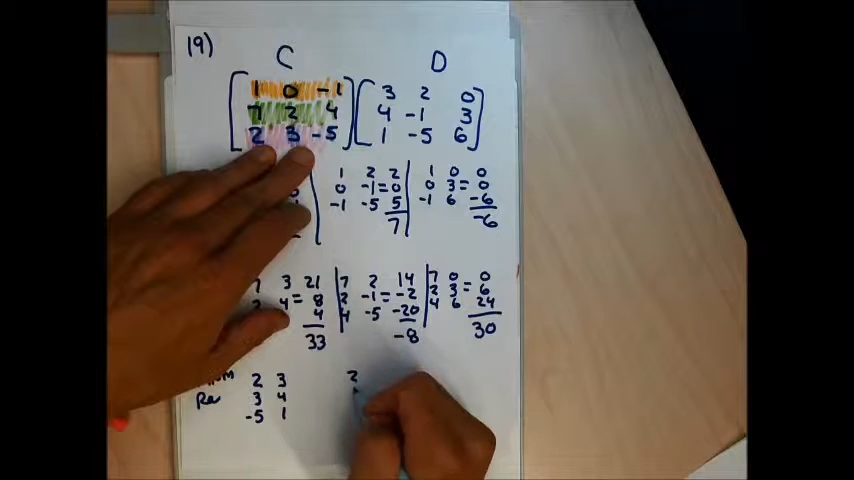 19) C D
1 0 -1 3 2 0
7 2 4 4 -1 3
2 3 -5 1 -5 6
1 2 2 1 0 0
0 -1 = 0 0 3 = 0
-1 -5 5 -1 6 -6
7 -6
7 3 21 7 2 14 7 0 0
4 = 8 2 -1 = -2 2 3 = 6
4 4 -5 -20 4 6 24
33 -8 30
2 3 2
Re 3 4
-5 1